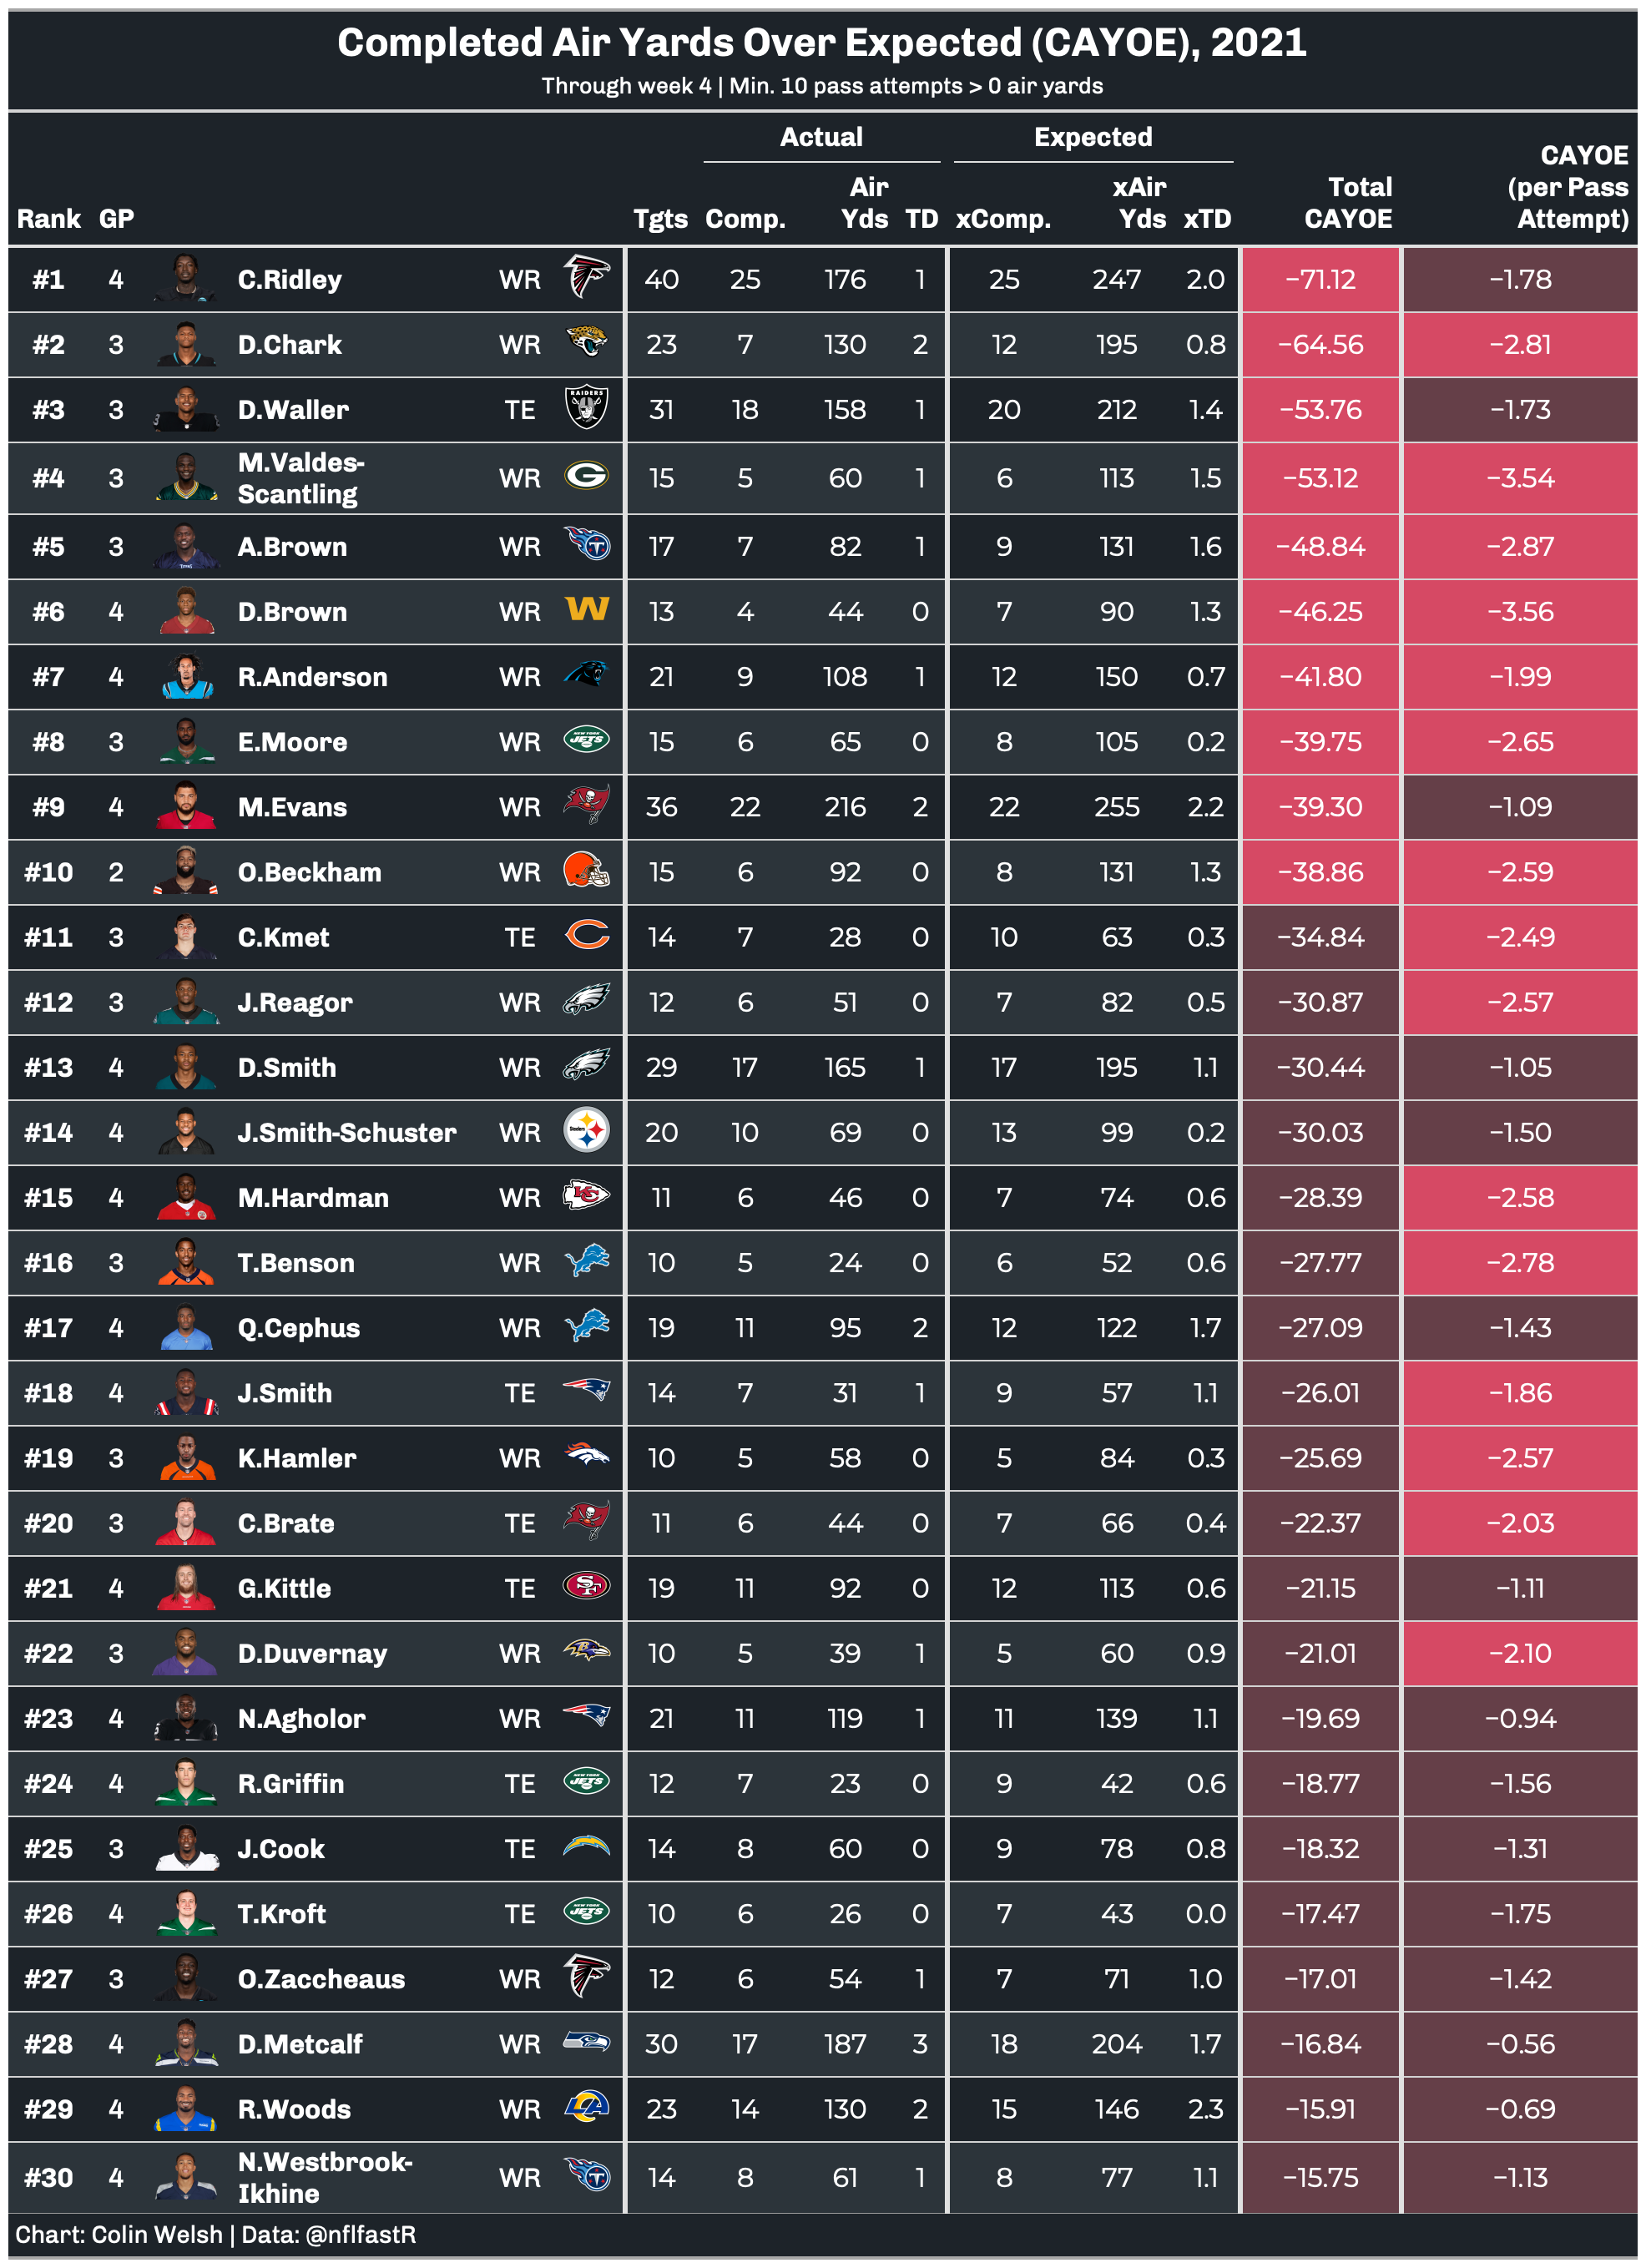 Completed Air Yards Over Expected (CAYOE), 2021
Through week 4 | Min. 10 pass attempts > 0 air yards
Actual Expected
Rank GP Tgts Comp. Air Yds TD xComp. xAir Yds xTD Total CAYOE CAYOE (per Pass Attempt)
#1 4 C.Ridley WR 40 25 176 1 25 247 2.0 −71.12 −1.78
#2 3 D.Chark WR 23 7 130 2 12 195 0.8 −64.56 −2.81
#3 3 D.Waller TE RAIDERS 31 18 158 1 20 212 1.4 −53.76 −1.73
#4 3 M.Valdes-Scantling WR G 15 5 60 1 6 113 1.5 −53.12 −3.54
#5 3 A.Brown WR T 17 7 82 1 9 131 1.6 −48.84 −2.87
#6 4 D.Brown WR W 13 4 44 0 7 90 1.3 −46.25 −3.56
#7 4 R.Anderson WR 21 9 108 1 12 150 0.7 −41.80 −1.99
#8 3 E.Moore WR NEW YORK JETS 15 6 65 0 8 105 0.2 −39.75 −2.65
#9 4 M.Evans WR 36 22 216 2 22 255 2.2 −39.30 −1.09
#10 2 O.Beckham WR 15 6 92 0 8 131 1.3 −38.86 −2.59
#11 3 C.Kmet TE C 14 7 28 0 10 63 0.3 −34.84 −2.49
#12 3 J.Reagor WR 12 6 51 0 7 82 0.5 −30.87 −2.57
#13 4 D.Smith WR 29 17 165 1 17 195 1.1 −30.44 −1.05
#14 4 J.Smith-Schuster WR Steelers 20 10 69 0 13 99 0.2 −30.03 −1.50
#15 4 M.Hardman WR KC 11 6 46 0 7 74 0.6 −28.39 −2.58
#16 3 T.Benson WR 10 5 24 0 6 52 0.6 −27.77 −2.78
#17 4 Q.Cephus WR 19 11 95 2 12 122 1.7 −27.09 −1.43
#18 4 J.Smith TE 14 7 31 1 9 57 1.1 −26.01 −1.86
#19 3 K.Hamler WR 10 5 58 0 5 84 0.3 −25.69 −2.57
#20 3 C.Brate TE 11 6 44 0 7 66 0.4 −22.37 −2.03
#21 4 G.Kittle TE SF 19 11 92 0 12 113 0.6 −21.15 −1.11
#22 3 D.Duvernay WR B 10 5 39 1 5 60 0.9 −21.01 −2.10
#23 4 N.Agholor WR 21 11 119 1 11 139 1.1 −19.69 −0.94
#24 4 R.Griffin TE NEW YORK JETS 12 7 23 0 9 42 0.6 −18.77 −1.56
#25 3 J.Cook TE 14 8 60 0 9 78 0.8 −18.32 −1.31
#26 4 T.Kroft TE NEW YORK JETS 10 6 26 0 7 43 0.0 −17.47 −1.75
#27 3 O.Zaccheaus WR 12 6 54 1 7 71 1.0 −17.01 −1.42
#28 4 D.Metcalf WR 30 17 187 3 18 204 1.7 −16.84 −0.56
#29 4 R.Woods WR LA 23 14 130 2 15 146 2.3 −15.91 −0.69
#30 4 N.Westbrook-Ikhine WR T 14 8 61 1 8 77 1.1 −15.75 −1.13
Chart: Colin Welsh | Data: @nflfastR